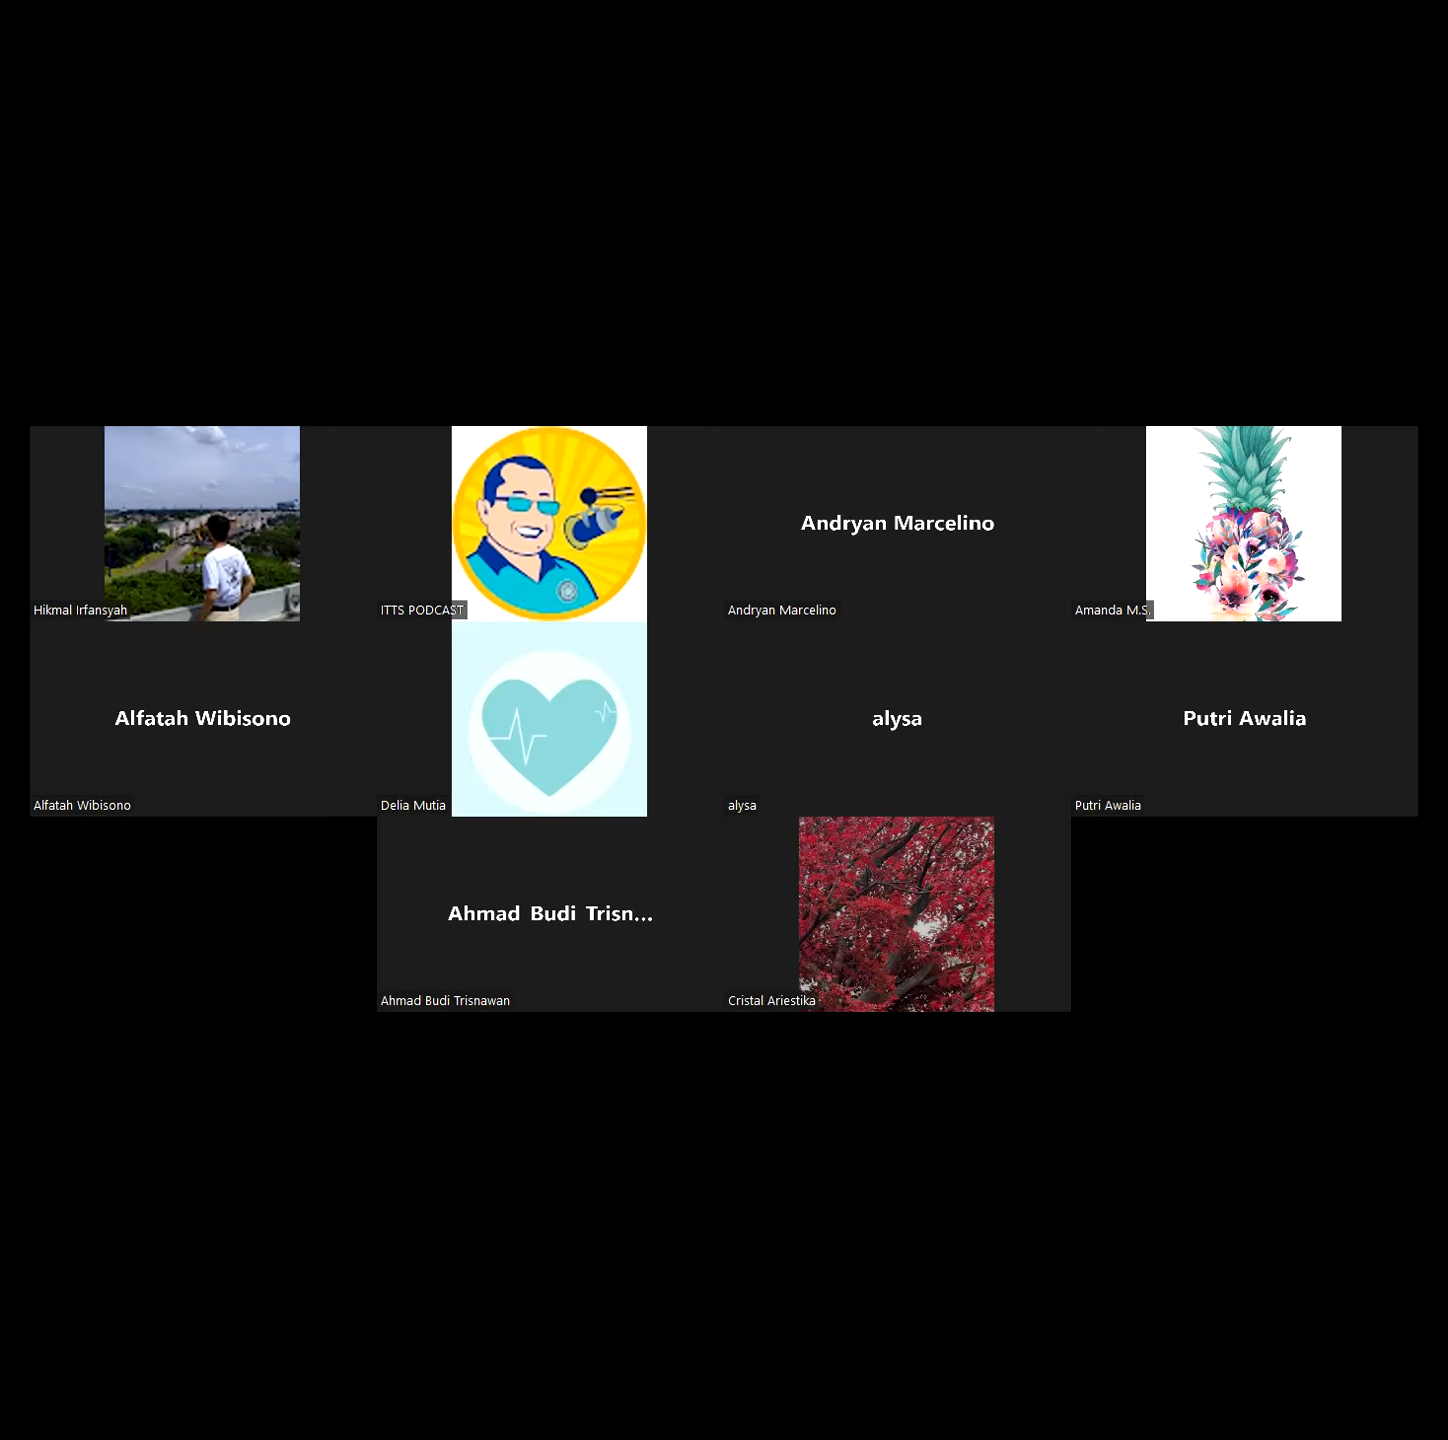 Hikmal Irfansyah
ITTS PODCAST
Andryan Marcelino
Andryan Marcelino
Amanda M.S.
Alfatah Wibisono
Alfatah Wibisono
Delia Mutia
alysa
alysa
Putri Awalia
Putri Awalia
Ahmad Budi Trisn...
Ahmad Budi Trisnawan
Cristal Ariestika